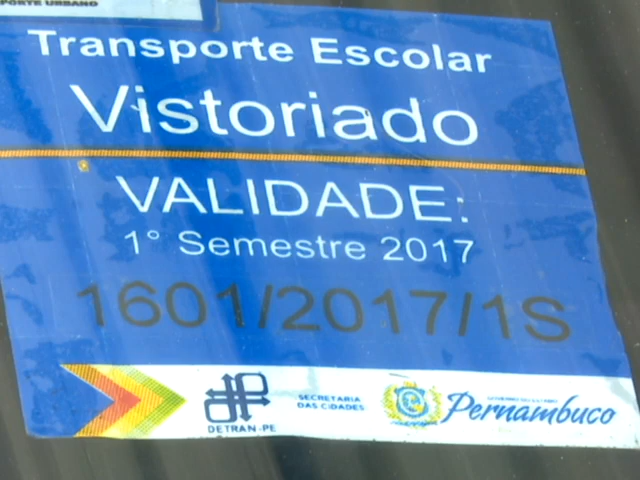 PORTE URBANO
Transporte Escolar
Vistoriado
VALIDADE:
1° Semestre 2017
1601/2017/1S
DETRAN-PE
SECRETARIA
DAS CIDADES
Pernambuco